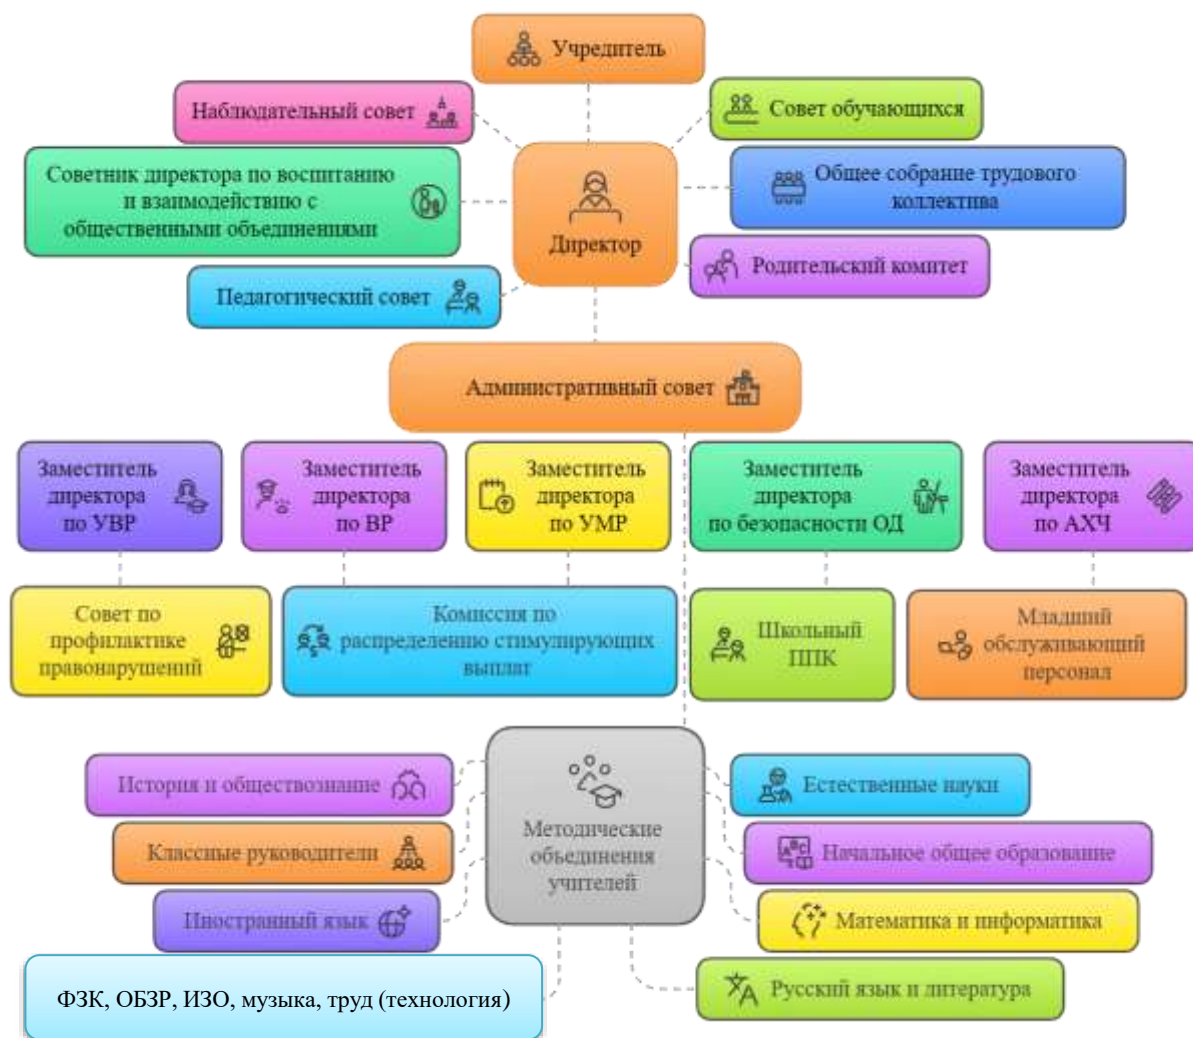 Учредитель
Наблюдательный совет
Совет обучающихся
Советник директора по воспитанию
и взаимодействию с
общественными объединениями
Директор
Общее собрание трудового
коллектива
Педагогический совет
Родительский комитет
Административный совет
Заместитель
директора
по УВР
Заместитель
директора
по ВР
Заместитель
директора
по УМР
Заместитель
директора
по безопасности ОД
Заместитель
директора
по АХЧ
Совет по
профилактике
правонарушений
Комиссия по
распределению стимулирующих
выплат
Школьный
ППК
Младший
обслуживающий
персонал
Методические
объединения
учителей
История и обществознание
Классные руководители
Иностранный язык
ФЗК, ОБЗР, ИЗО, музыка, труд (технология)
Естественные науки
ABC
Начальное общее образование
Математика и информатика
Русский язык и литература